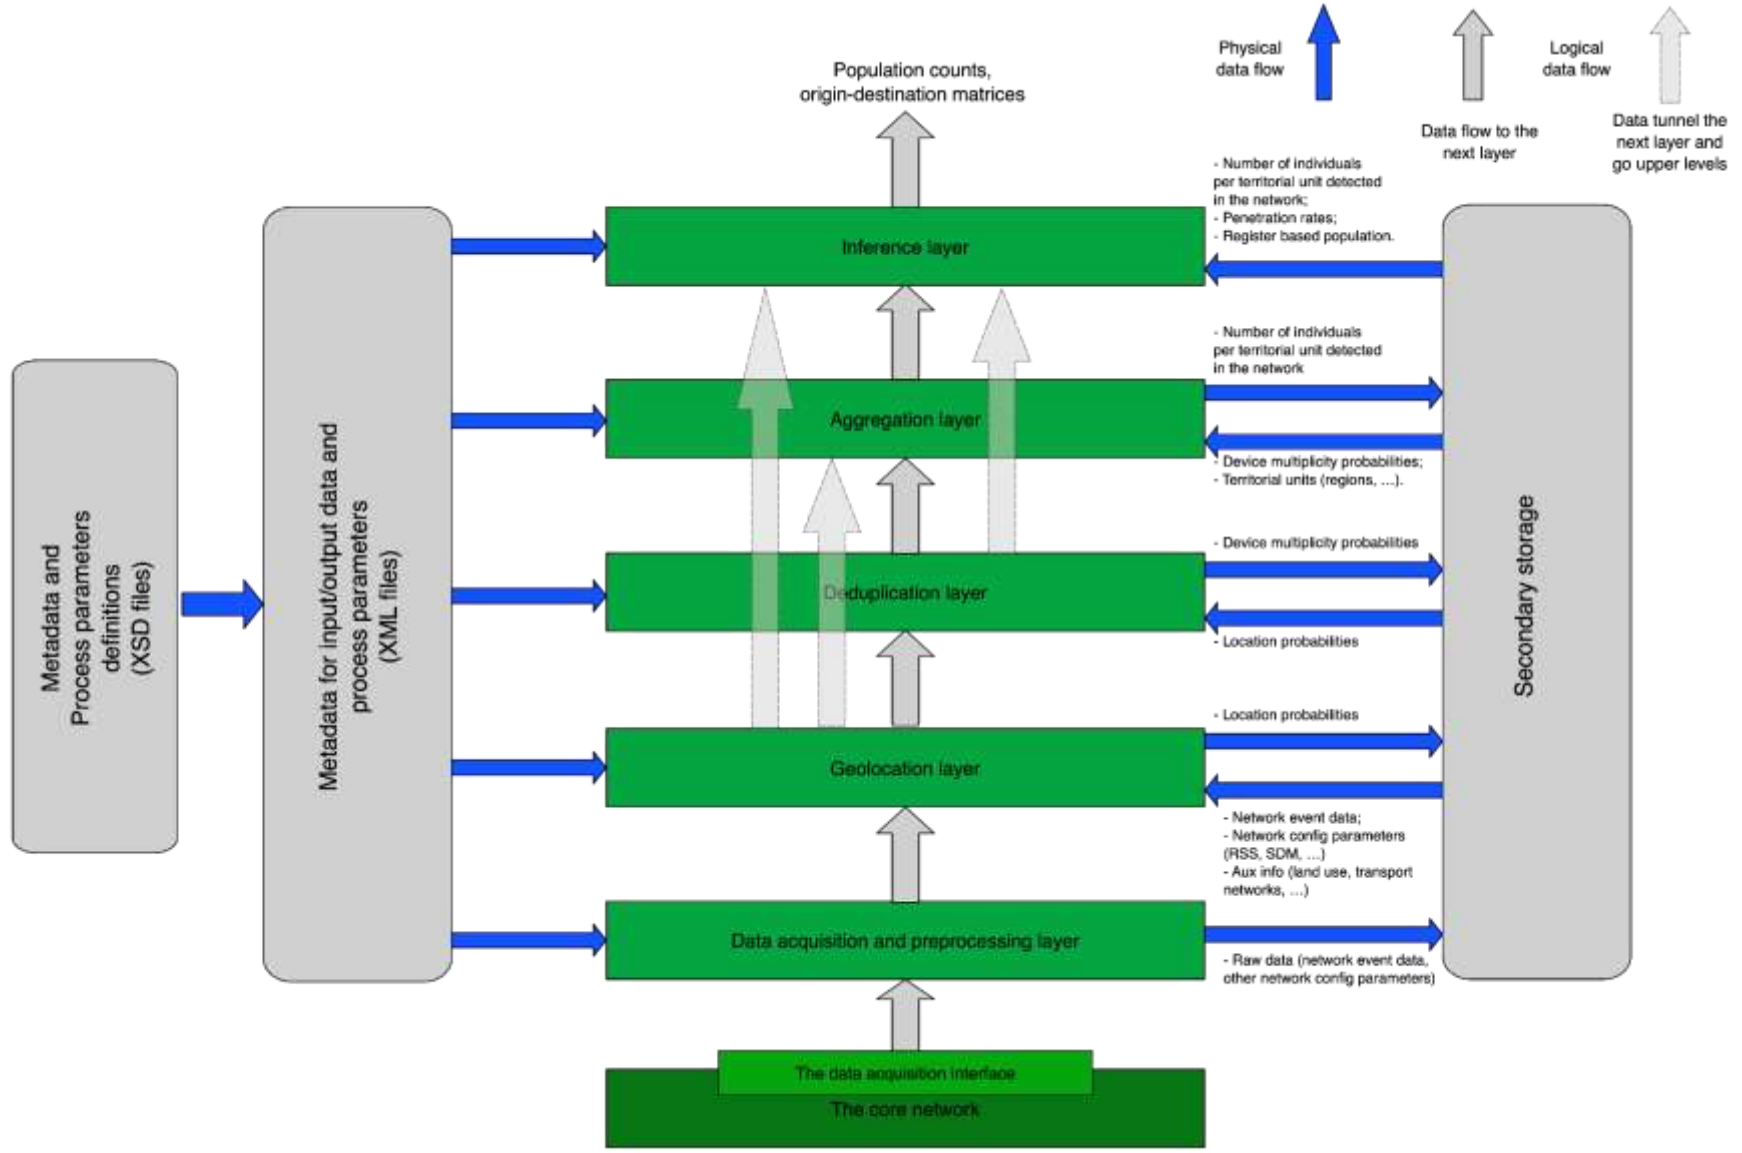 Physical
data flow
Logical
data flow
Data flow to the
next layer
Data tunnel the
next layer and
go upper levels
Population counts,
origin-destination matrices
Inference layer
Aggregation layer
Deduplication layer
Geolocation layer
Data acquisition and preprocessing layer
The data acquisition interface
The core network
Metadata and
Process parameters
definitions
(XSD files)
Metadata for input/output data and
process parameters
(XML files)
- Number of individuals
per territorial unit detected
in the network;
- Penetration rates;
- Register based population.
- Number of individuals
per territorial unit detected
in the network
- Device multiplicity probabilities;
- Territorial units (regions, ...).
- Device multiplicity probabilities
- Location probabilities
- Location probabilities
- Network event data;
- Network config parameters
(RSS, SDM, ...)
- Aux info (land use, transport
networks, ...)
- Raw data (network event data,
other network config parameters)
Secondary storage